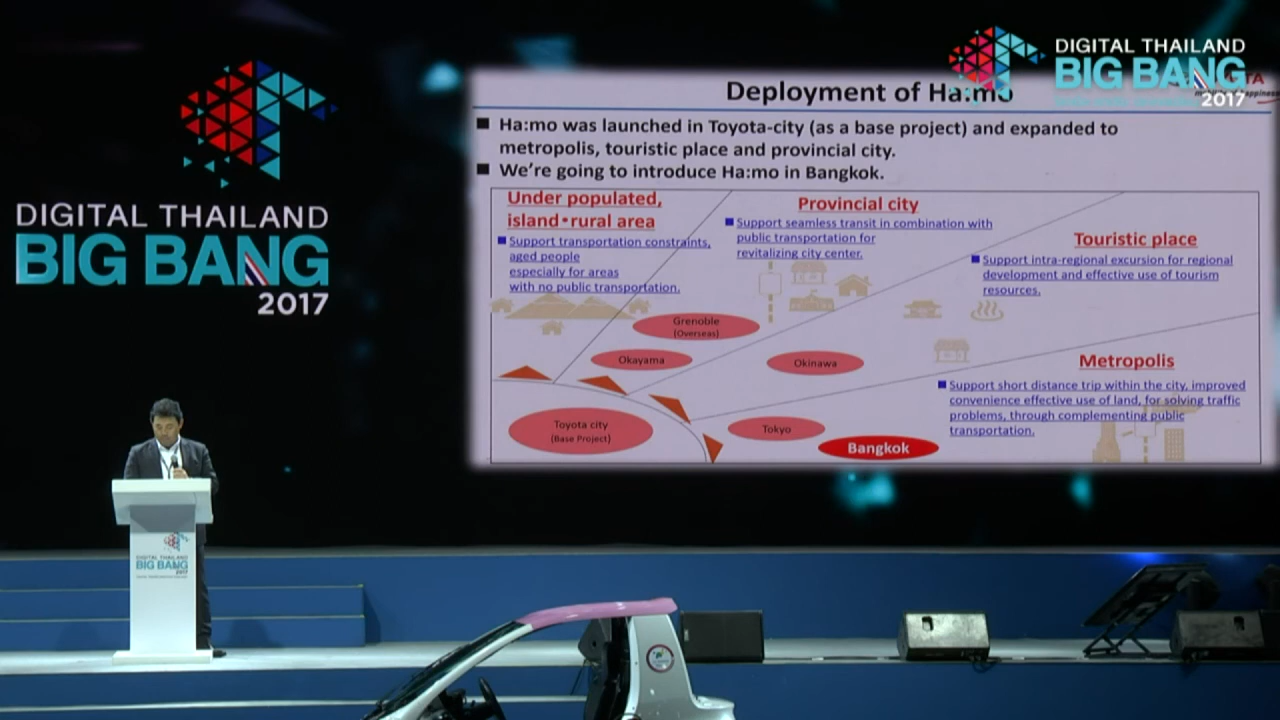 DIGITAL THAILAND
BIG BANG
2017
DIGITAL THAILAND
BIG BANG
2017
Deployment of Ha:mo
Ha:mo was launched in Toyota-city (as a base project) and expanded to
metropolis, touristic place and provincial city.
We're going to introduce Ha:mo in Bangkok.
Under populated,
island•rural area
Support transportation constraints,
aged people
especially for areas
with no public transportation.
Provincial city
Support seamless transit in combination with
public transportation for
revitalizing city center.
Touristic place
Support intra-regional excursion for regional
development and effective use of tourism
resources.
Grenoble
(Overseas)
Okayama
Okinawa
Metropolis
Support short distance trip within the city, improved
convenience effective use of land, for solving traffic
problems, through complementing public
transportation.
Toyota city
(Base Project)
Tokyo
Bangkok
DIGITAL THAILAND
BIG BANG
2017